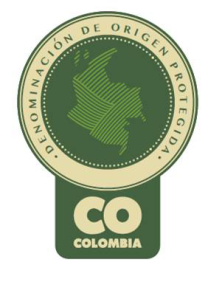 · DENOMINACIÓN DE ORIGEN PROTEGIDA ·
CO
COLOMBIA